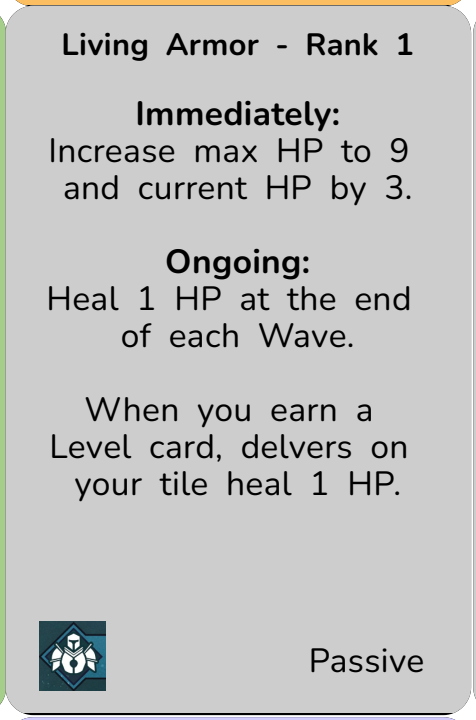 Living Armor - Rank 1
Immediately:
Increase max HP to 9
and current HP by 3.
Ongoing:
Heal 1 HP at the end
of each Wave.
When you earn a
Level card, delvers on
your tile heal 1 HP.
Passive